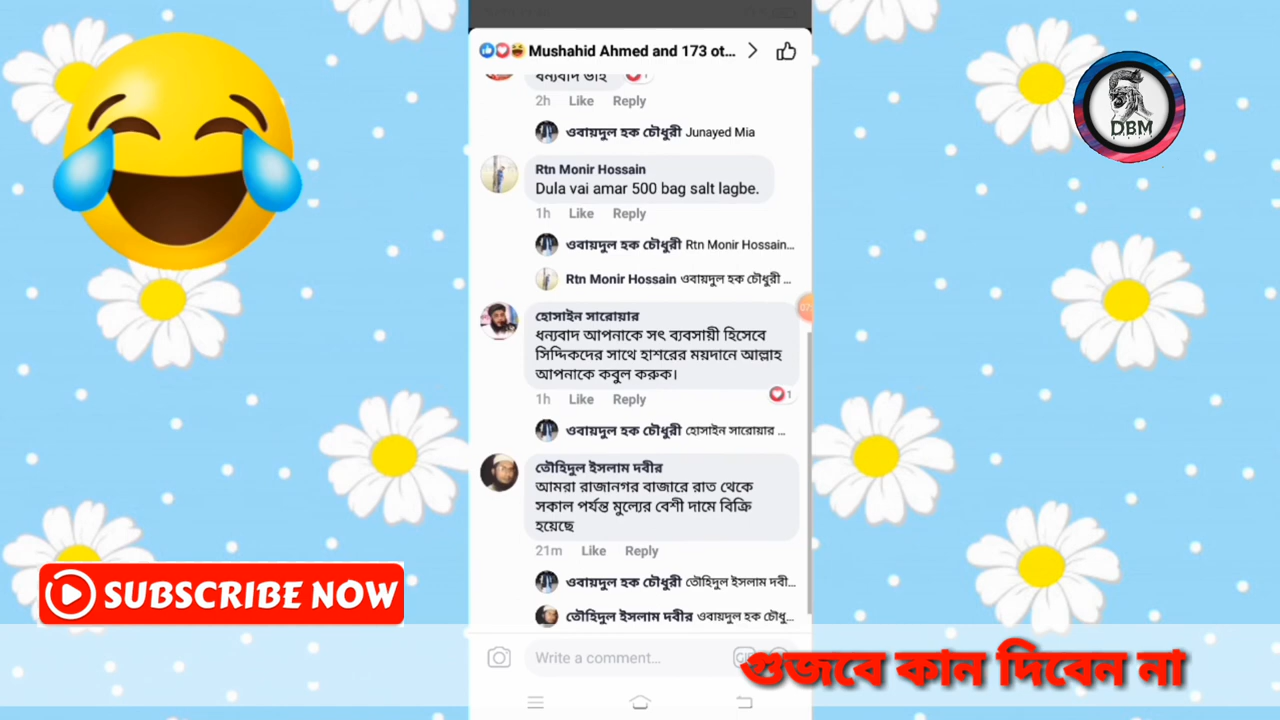 Mushahid Ahmed and 173 ot...
ধন্যবাদ ভাই
2h Like Reply
ওবায়দুল হক চৌধুরী Junayed Mia
Rtn Monir Hossain
Dula vai amar 500 bag salt lagbe.
1h Like Reply
ওবায়দুল হক চৌধুরী Rtn Monir Hossain...
Rtn Monir Hossain ওবায়দুল হক চৌধুরী ...
হোসাইন সারোয়ার
ধন্যবাদ আপনাকে সৎ ব্যবসায়ী হিসেবে
সিদ্দিকদের সাথে হাশরের ময়দানে আল্লাহ
আপনাকে কবুল করুক।
1
1h Like Reply
ওবায়দুল হক চৌধুরী হোসাইন সারোয়ার ...
তৌহিদুল ইসলাম দবীর
আমরা রাজানগর বাজারে রাত থেকে
সকাল পর্যন্ত মুল্যের বেশী দামে বিক্রি
হয়েছে
21m Like Reply
ওবায়দুল হক চৌধুরী তৌহিদুল ইসলাম দবী...
তৌহিদুল ইসলাম দবীর ওবায়দুল হক চৌধু...
Write a comment...
GIF
DBM
SUBSCRIBE NOW
গুজবে কান দিবেন না